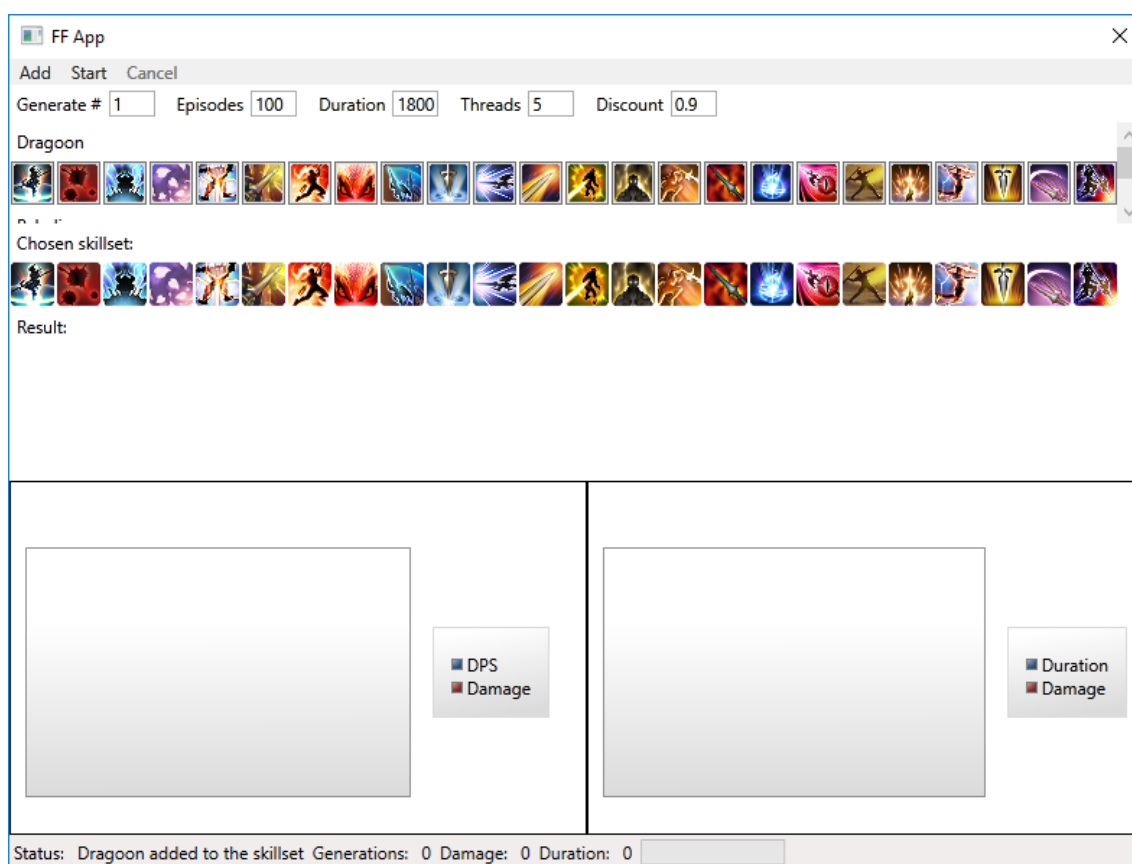 FF App
Add Start Cancel
Generate # 1 Episodes 100 Duration 1800 Threads 5 Discount 0.9
Dragoon
Chosen skillset:
Result:
DPS
Damage
Duration
Damage
Status: Dragoon added to the skillset Generations: 0 Damage: 0 Duration: 0